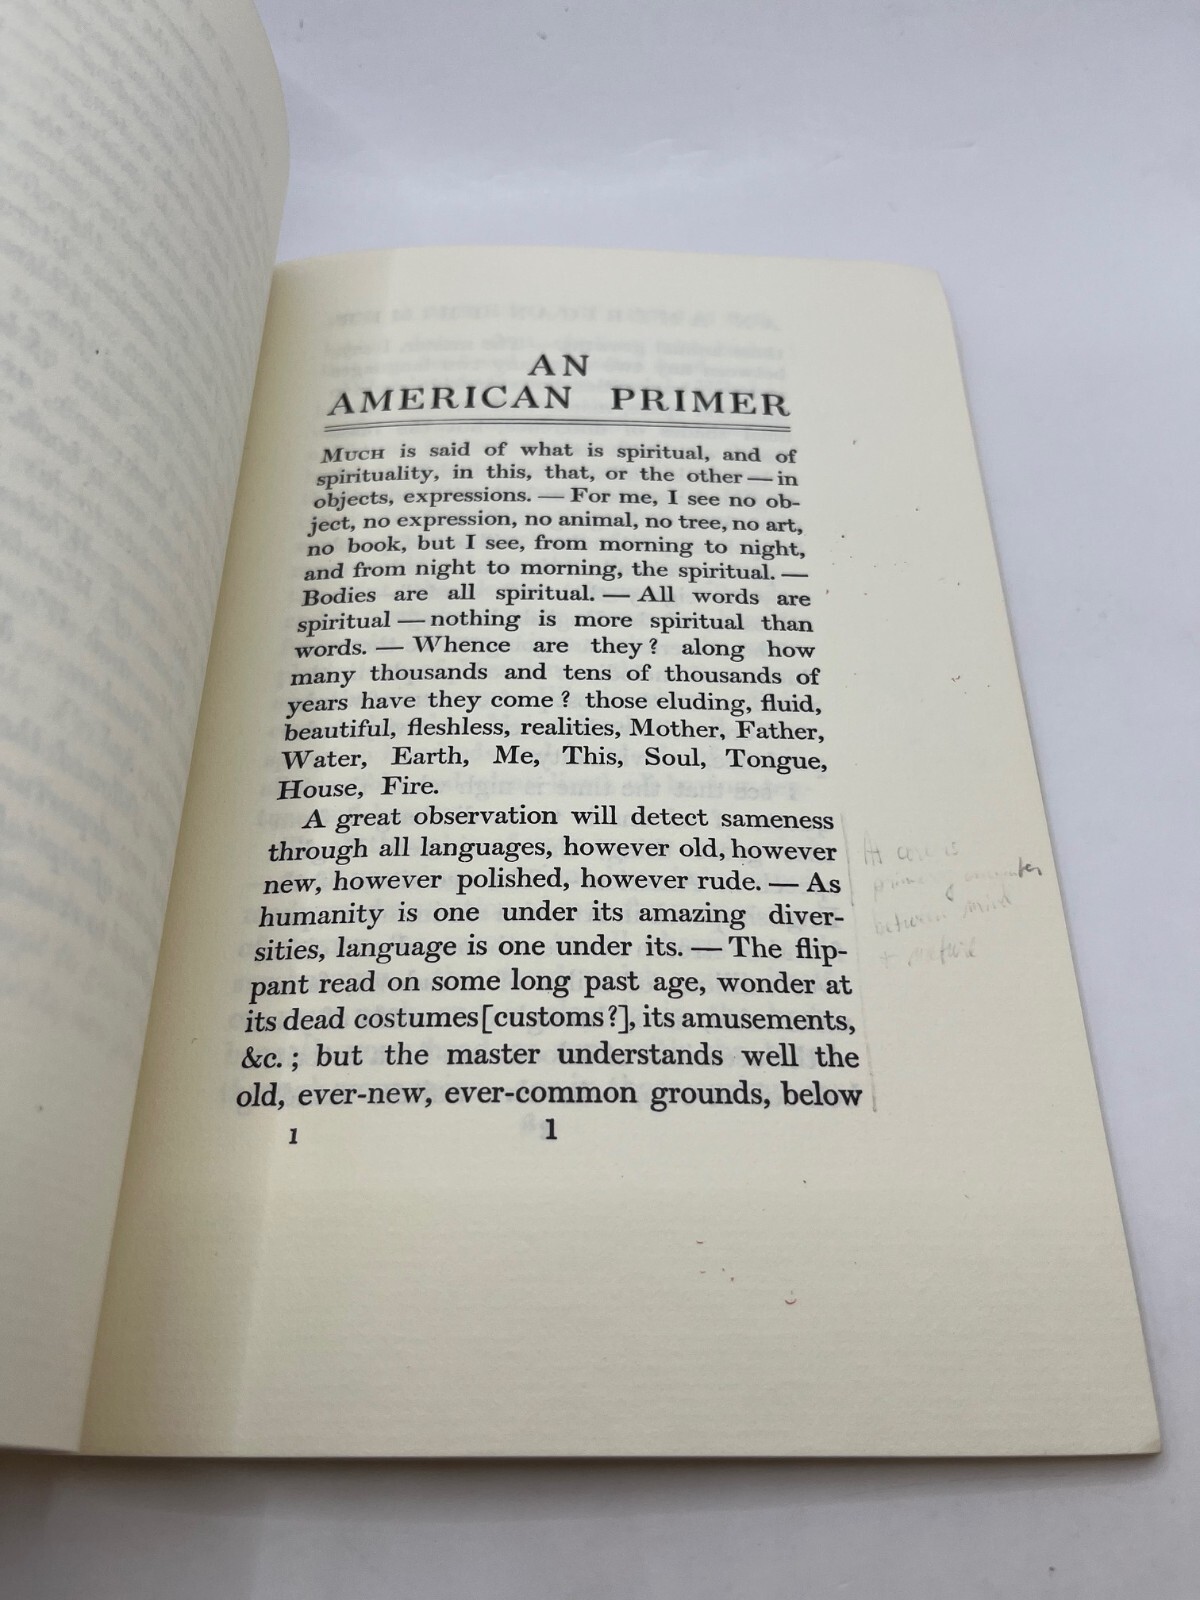 AN
AMERICAN PRIMER
MUCH is said of what is spiritual, and of
spirituality, in this, that, or the other — in
objects, expressions. — For me, I see no ob-
ject, no expression, no animal, no tree, no art,
no book, but I see, from morning to night,
and from night to morning, the spiritual. —
Bodies are all spiritual. — All words are
spiritual — nothing is more spiritual than
words. — Whence are they? along how
many thousands and tens of thousands of
years have they come? those eluding, fluid,
beautiful, fleshless, realities, Mother, Father,
Water, Earth, Me, This, Soul, Tongue,
House, Fire.
A great observation will detect sameness
through all languages, however old, however
new, however polished, however rude. — As
humanity is one under its amazing diver-
sities, language is one under its. — The flip-
pant read on some long past age, wonder at
its dead costumes [customs?], its amusements,
&c.; but the master understands well the
old, ever-new, ever-common grounds, below
1 1
At core is
between mind
+ nature